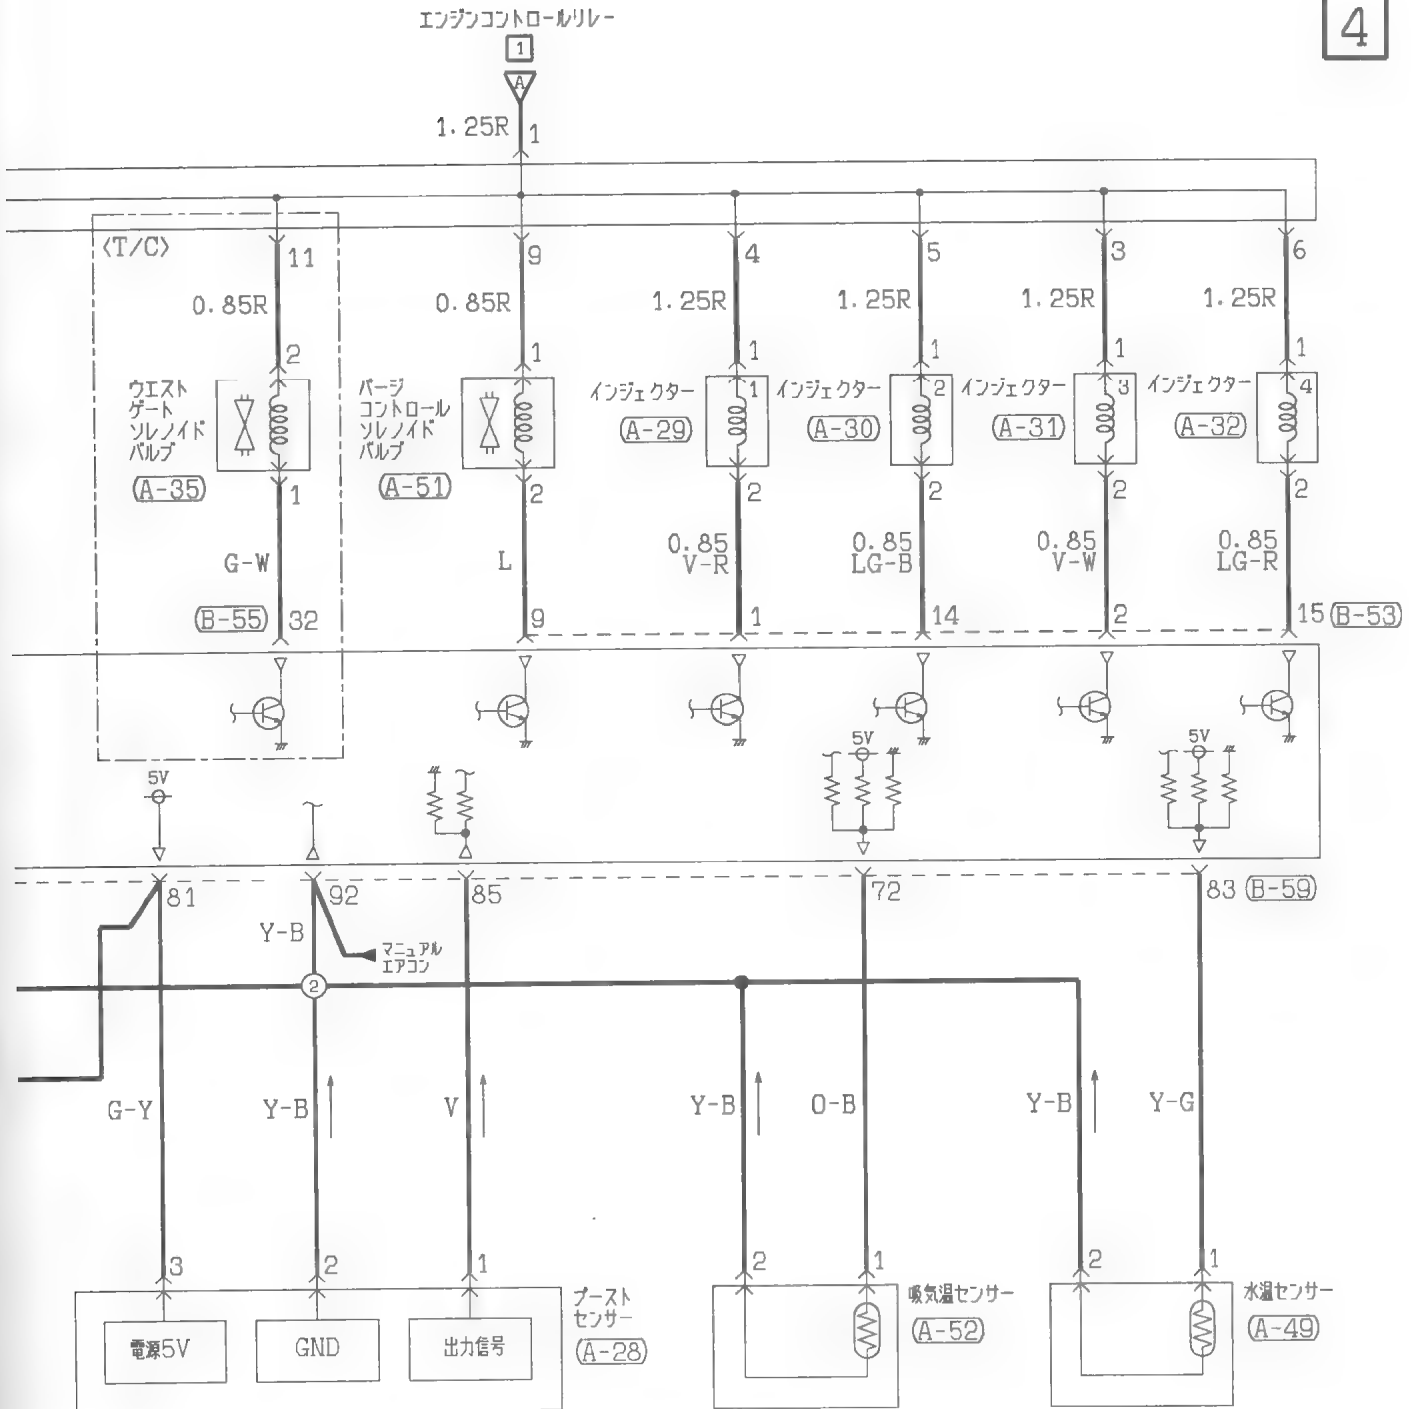 エンジンコントロールリレー
4
1
A
1.25R 1
〈T/C〉
11 9 4 5 3 6
0.85R 0.85R 1.25R 1.25R 1.25R 1.25R
2 1 1 1 1 1
ウエスト
ゲート
ソレノイド
バルブ
A-35
パージ
コントロール
ソレノイド
バルブ
A-51
インジェクター 1
A-29
インジェクター 2
A-30
インジェクター 3
A-31
インジェクター 4
A-32
1 2 2 2 2 2
G-W L
0.85
V-R
0.85
LG-B
0.85
V-W
0.85
LG-R
B-55 32 9 1 14 2 15 B-53
5V 5V 5V
81 92 85 72 83 B-59
Y-B
マニュアル
エアコン
2
G-Y Y-B V Y-B O-B Y-B Y-G
3 2 1 2 1 2 1
電源5V GND 出力信号
ブースト
センサー
A-28
吸気温センサー
A-52
水温センサー
A-49